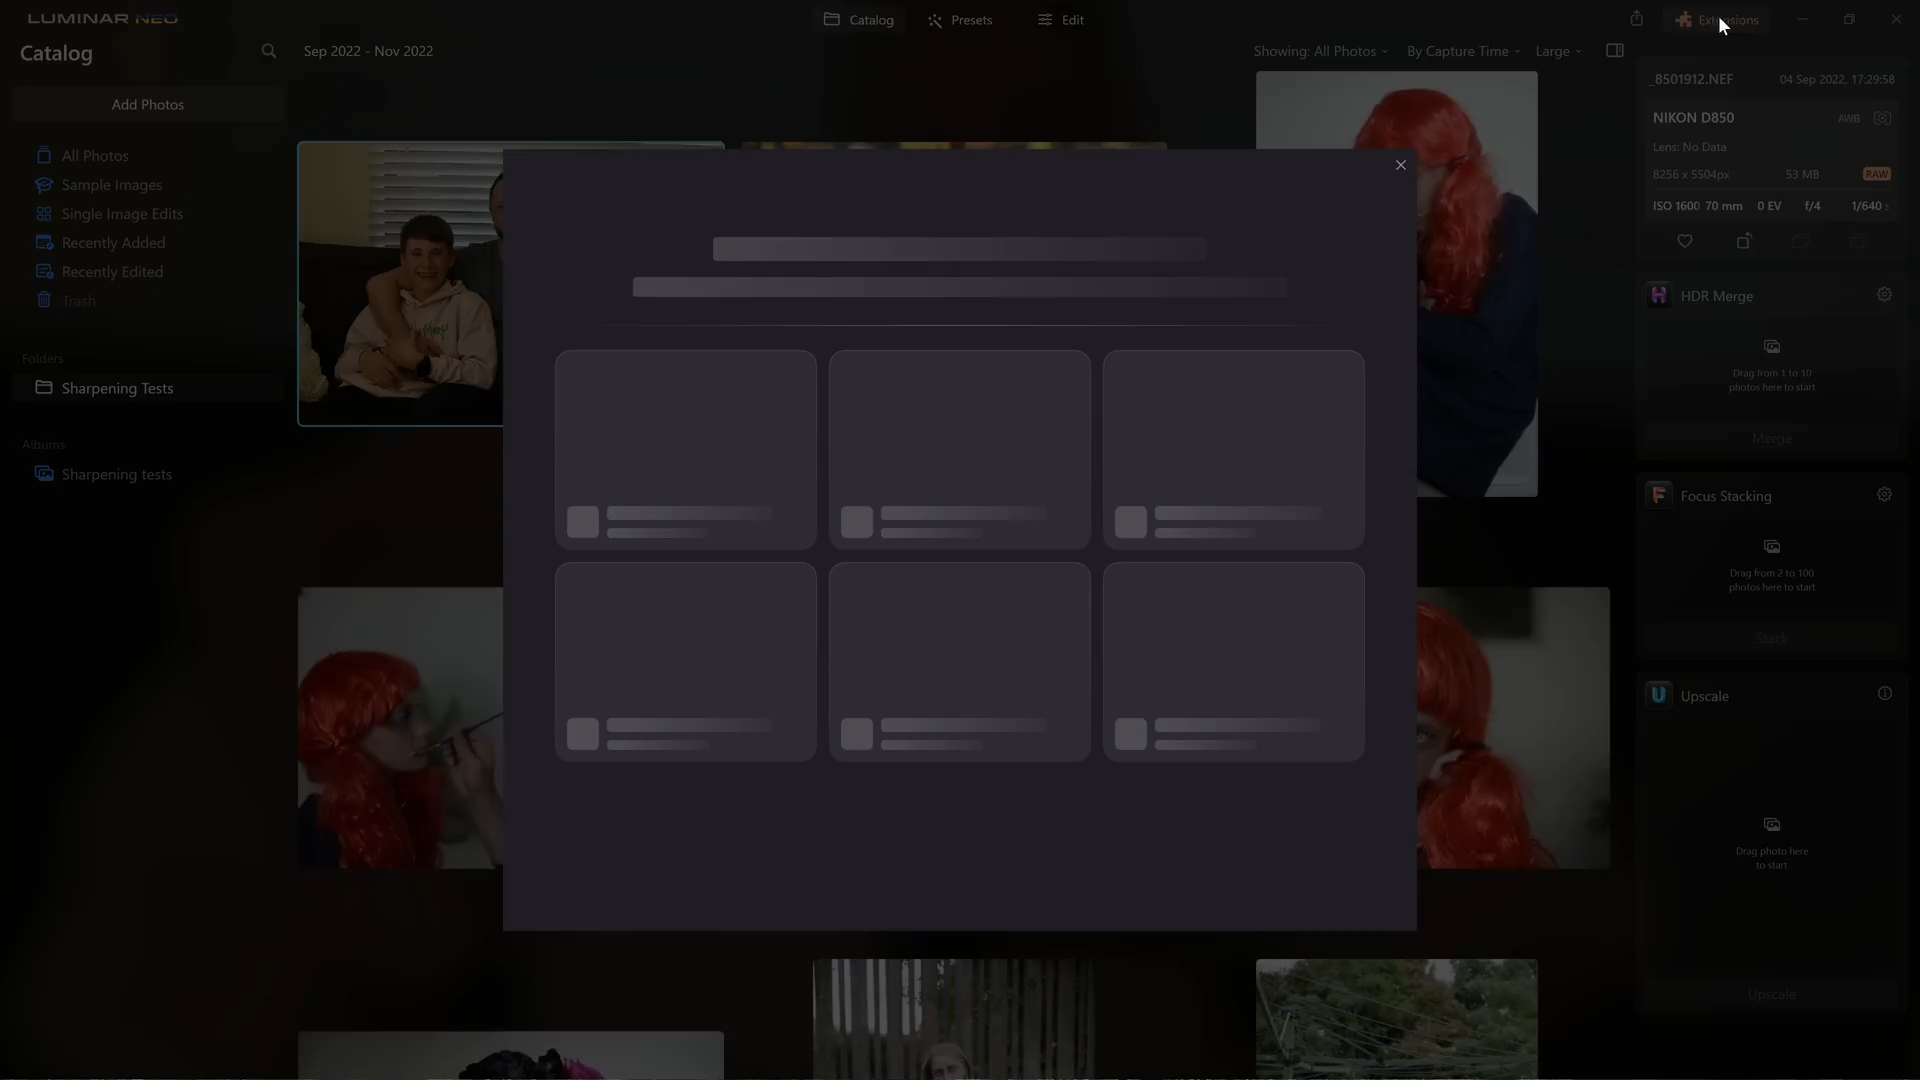 LUMINAR NEO
Catalog
Presets
Edit
Extensions
Catalog
Sep 2022 - Nov 2022
Showing: All Photos
By Capture Time
Large
Add Photos
All Photos
Sample Images
Single Image Edits
Recently Added
Recently Edited
Trash
Folders
Sharpening Tests
Albums
Sharpening tests
_8501912.NEF
04 Sep 2022, 17:29:58
NIKON D850
AWB
Lens: No Data
8256 x 5504px
53 MB
RAW
ISO 1600
70 mm
0 EV
f/4
1/640 s
H
HDR Merge
Drag from 1 to 10
photos here to start
Merge
F
Focus Stacking
Drag from 2 to 100
photos here to start
Stack
U
Upscale
Drag photo here
to start
Upscale